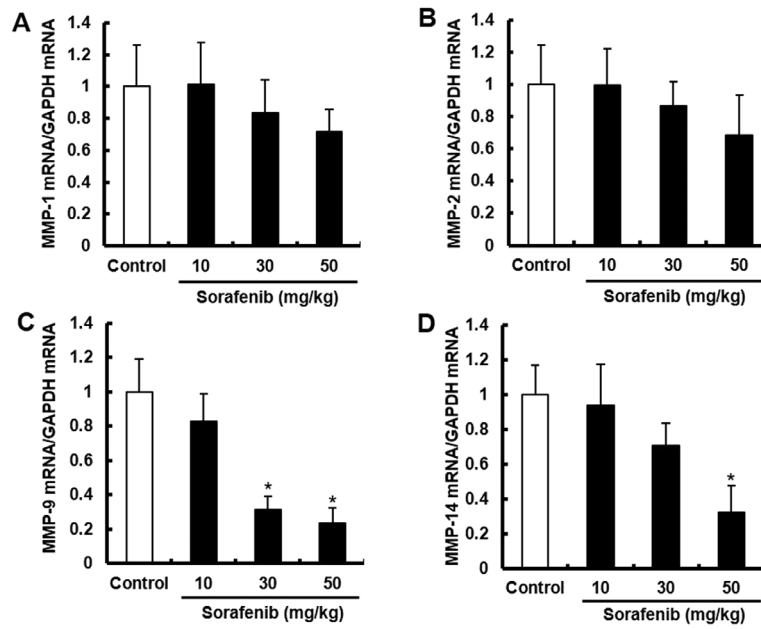 A
MMP-1 mRNA/GAPDH mRNA
1.4
1.2
1
0.8
0.6
0.4
0.2
0
Control 10 30 50
Sorafenib (mg/kg)
B
MMP-2 mRNA/GAPDH mRNA
1.4
1.2
1
0.8
0.6
0.4
0.2
0
Control 10 30 50
Sorafenib (mg/kg)
C
MMP-9 mRNA/GAPDH mRNA
1.4
1.2
1
0.8
0.6
0.4
0.2
0
* *
Control 10 30 50
Sorafenib (mg/kg)
D
MMP-14 mRNA/GAPDH mRNA
1.4
1.2
1
0.8
0.6
0.4
0.2
0
*
Control 10 30 50
Sorafenib (mg/kg)